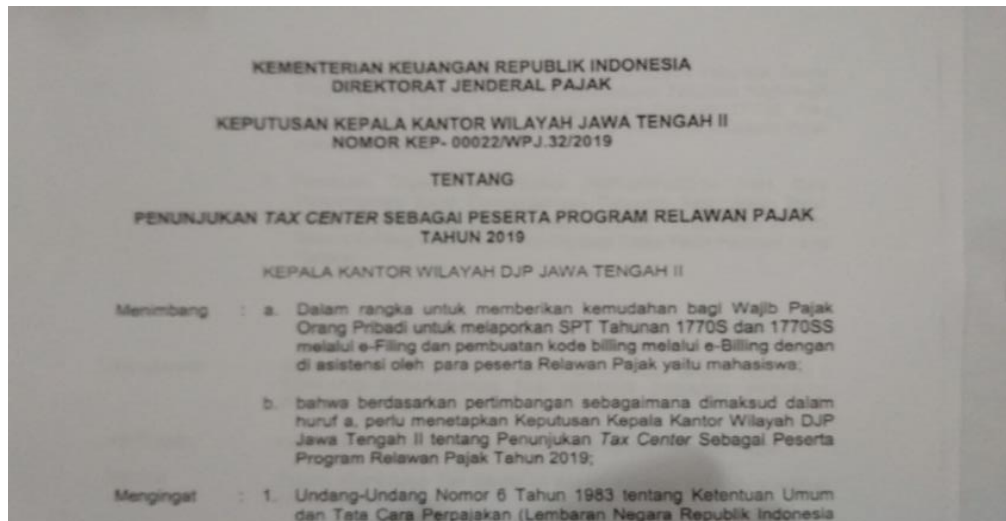 KEMENTERIAN KEUANGAN REPUBLIK INDONESIA
DIREKTORAT JENDERAL PAJAK
KEPUTUSAN KEPALA KANTOR WILAYAH JAWA TENGAH II
NOMOR KEP- 00022/WPJ.32/2019
TENTANG
PENUNJUKAN TAX CENTER SEBAGAI PESERTA PROGRAM RELAWAN PAJAK
TAHUN 2019
KEPALA KANTOR WILAYAH DJP JAWA TENGAH II
Menimbang : a. Dalam rangka untuk memberikan kemudahan bagi Wajib Pajak
Orang Pribadi untuk melaporkan SPT Tahunan 1770S dan 1770SS
melalui e-Filing dan pembuatan kode billing melalui e-Billing dengan
di asistensi oleh para peserta Relawan Pajak yaitu mahasiswa;
b. bahwa berdasarkan pertimbangan sebagaimana dimaksud dalam
huruf a, perlu menetapkan Keputusan Kepala Kantor Wilayah DJP
Jawa Tengah II tentang Penunjukan Tax Center Sebagai Peserta
Program Relawan Pajak Tahun 2019;
Mengingat : 1. Undang-Undang Nomor 6 Tahun 1983 tentang Ketentuan Umum
dan Tata Cara Perpajakan (Lembaran Negara Republik Indonesia